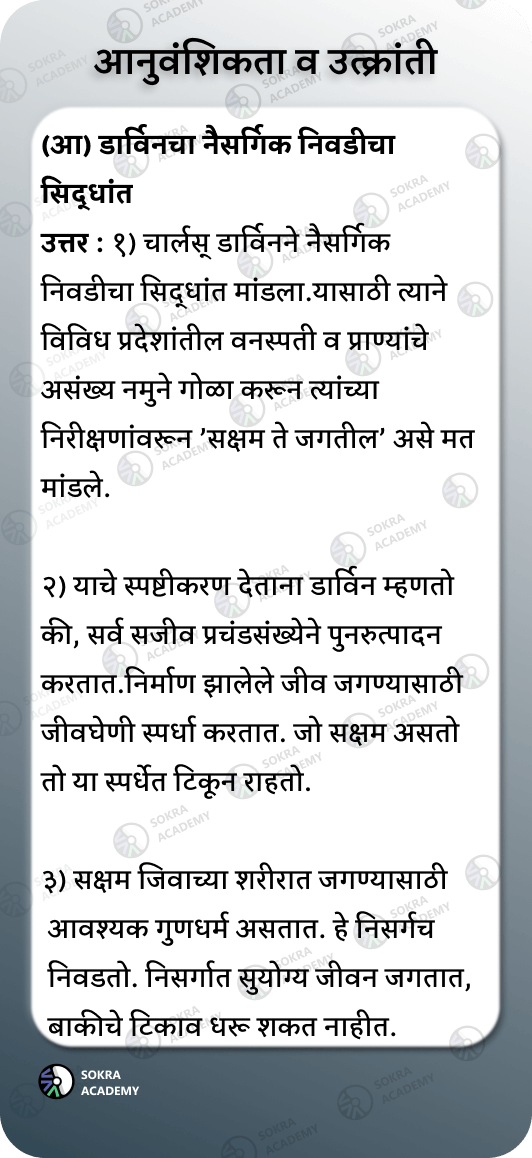 आनुवंशिकता व उत्क्रांती
(आ) डार्विनचा नैसर्गिक निवडीचा
सिद्धांत
उत्तर : १) चार्लस् डार्विनने नैसर्गिक
निवडीचा सिद्धांत मांडला.यासाठी त्याने
विविध प्रदेशांतील वनस्पती व प्राण्यांचे
असंख्य नमुने गोळा करून त्यांच्या
निरीक्षणांवरून ’सक्षम ते जगतील’ असे मत
मांडले.
२) याचे स्पष्टीकरण देताना डार्विन म्हणतो
की, सर्व सजीव प्रचंडसंख्येने पुनरुत्पादन
करतात.निर्माण झालेले जीव जगण्यासाठी
जीवघेणी स्पर्धा करतात. जो सक्षम असतो
तो या स्पर्धेत टिकून राहतो.
३) सक्षम जिवाच्या शरीरात जगण्यासाठी
आवश्यक गुणधर्म असतात. हे निसर्गच
निवडतो. निसर्गात सुयोग्य जीवन जगतात,
बाकीचे टिकाव धरू शकत नाहीत.
SOKRA
ACADEMY